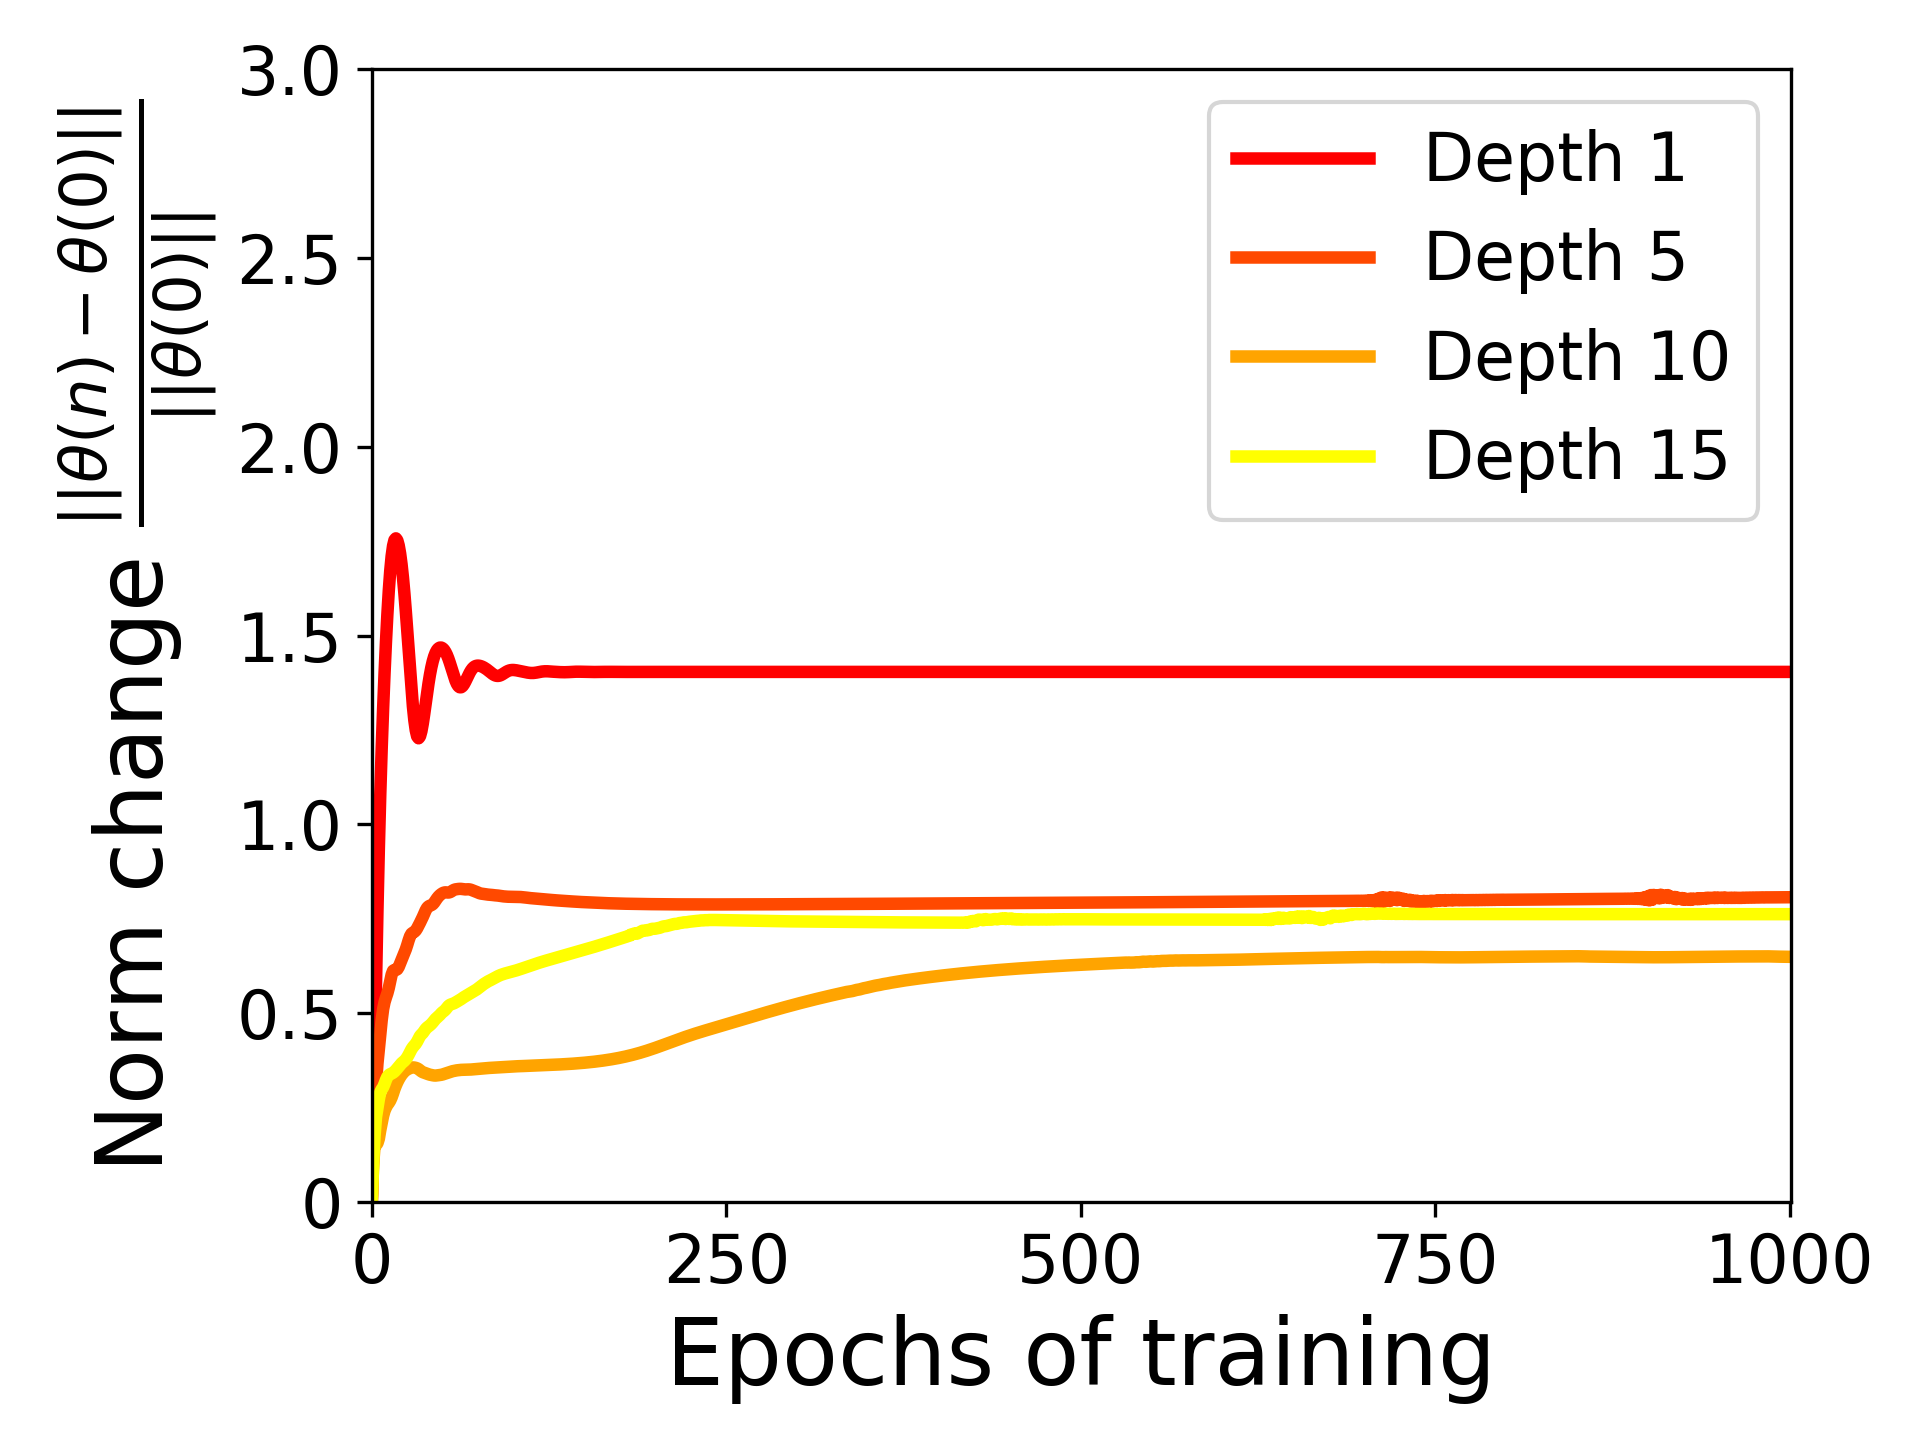 Norm change ||θ(n) − θ(0)|| / ||θ(0)||
3.0
2.5
2.0
1.5
1.0
0.5
0
0 250 500 750 1000
Epochs of training
Depth 1
Depth 5
Depth 10
Depth 15